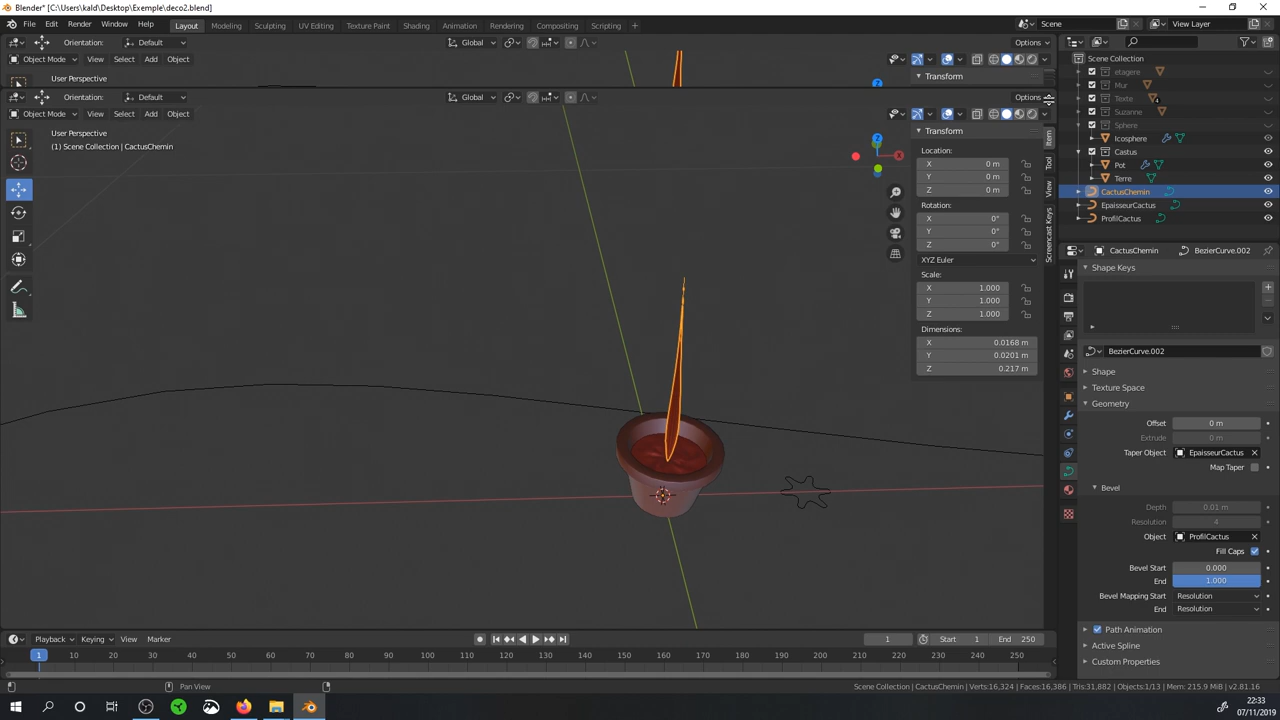 Blender* [C:\Users\kald\Desktop\Exemple\deco2.blend]
File Edit Render Window Help Layout Modeling Sculpting UV Editing Texture Paint Shading Animation Rendering Compositing Scripting Scene View Layer
Orientation: Default Global Options
Object Mode View Select Add Object
User Perspective Transform
Orientation: Default Global Options
Object Mode View Select Add Object
User Perspective
(1) Scene Collection | CactusChemin
Transform
Location:
X 0 m
Y 0 m
Z 0 m
Rotation:
X 0°
Y 0°
Z 0°
XYZ Euler
Scale:
X 1.000
Y 1.000
Z 1.000
Dimensions:
X 0.0168 m
Y 0.0201 m
Z 0.217 m
Item
Tool
View
Screencast Keys
Z
X
Scene Collection
etagere
Mur
Texte 4
Suzanne
Sphere
Icosphere
Castus
Pot
Terre
CactusChemin
EpaisseurCactus
ProfilCactus
CactusChemin BezierCurve.002
Shape Keys
BezierCurve.002
Shape
Texture Space
Geometry
Offset 0 m
Extrude 0 m
Taper Object EpaisseurCactus
Map Taper
Bevel
Depth 0.01 m
Resolution 4
Object ProfilCactus
Fill Caps
Bevel Start 0.000
End 1.000
Bevel Mapping Start Resolution
End Resolution
Path Animation
Active Spline
Custom Properties
Playback Keying View Marker 1 Start 1 End 250
1 10 20 30 40 50 60 70 80 90 100 110 120 130 140 150 160 170 180 190 200 210 220 230 240 250
Pan View Scene Collection | CactusChemin | Verts:16,324 | Faces:16,386 | Tris:31,882 | Objects:1/13 | Mem: 215.9 MiB | v2.81.16
22:33
07/11/2019